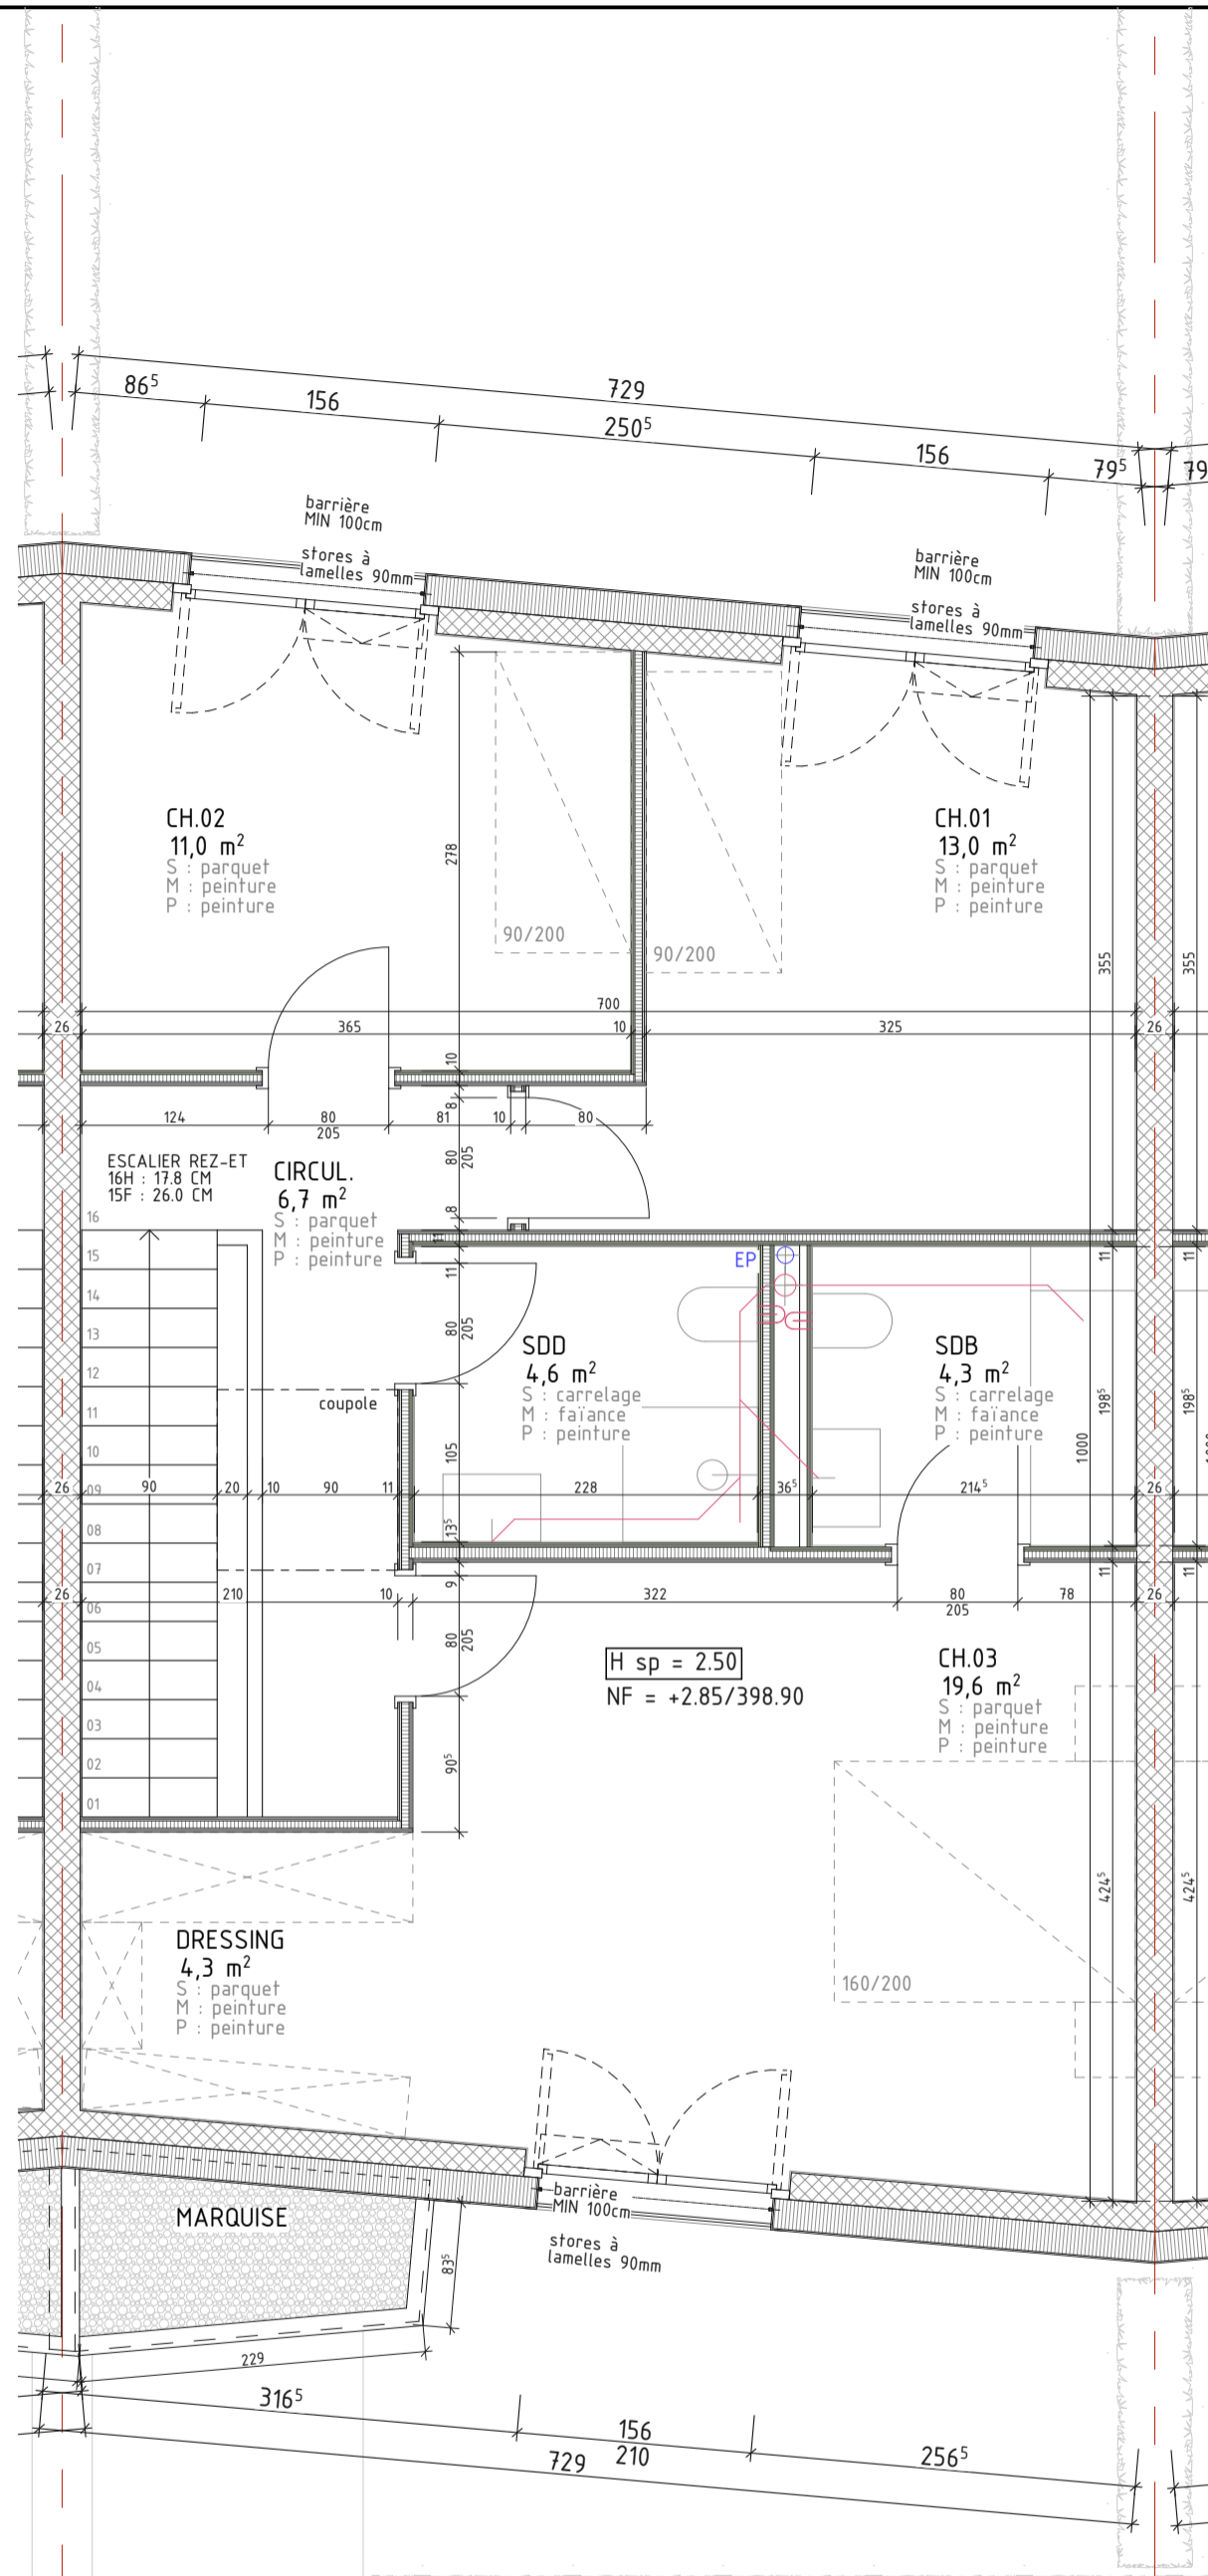 729
86⁵
156
250⁵
156
79⁵
79
barrière
MIN 100cm
stores à
lamelles 90mm
barrière
MIN 100cm
stores à
lamelles 90mm
CH.02
11,0 m²
S : parquet
M : peinture
P : peinture
278
90/200
90/200
CH.01
13,0 m²
S : parquet
M : peinture
P : peinture
355
355
700
26
365
10
325
26
10
124
80
205
81
8
10
80
80
205
8
ESCALIER REZ-ET
16H : 17.8 CM
15F : 26.0 CM
CIRCUL.
6,7 m²
S : parquet
M : peinture
P : peinture
16
15
14
13
12
11
10
09
08
07
06
05
04
03
02
01
11
11
80
205
EP
11
11
SDD
4,6 m²
S : carrelage
M : faïance
P : peinture
SDB
4,3 m²
S : carrelage
M : faïance
P : peinture
coupole
105
198⁵
198⁵
1000
26
90
20
10
90
11
228
36⁵
214⁵
26
13⁵
9
11
11
26
210
10
322
80
205
78
26
80
205
H sp = 2.50
NF = +2.85/398.90
CH.03
19,6 m²
S : parquet
M : peinture
P : peinture
90⁵
424⁵
424⁵
160/200
DRESSING
4,3 m²
S : parquet
M : peinture
P : peinture
MARQUISE
barrière
MIN 100cm
stores à
lamelles 90mm
83⁵
229
316⁵
156
210
256⁵
729